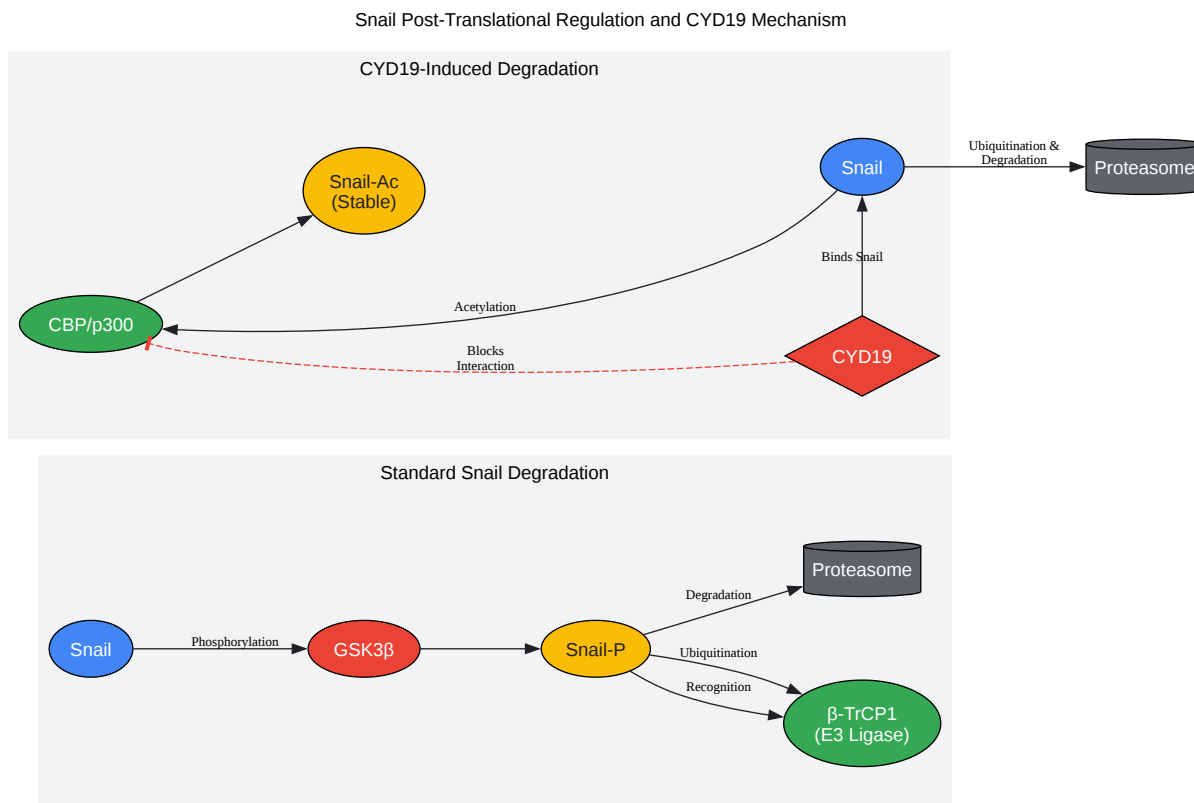 Snail Post-Translational Regulation and CYD19 Mechanism
CYD19-Induced Degradation
Snail-Ac
(Stable)
Snail
Ubiquitination &
Degradation
Proteasome
Binds Snail
CBP/p300
Acetylation
Blocks
Interaction
CYD19
Standard Snail Degradation
Proteasome
Degradation
Snail
Phosphorylation
GSK3β
Snail-P
Ubiquitination
Recognition
β-TrCP1
(E3 Ligase)